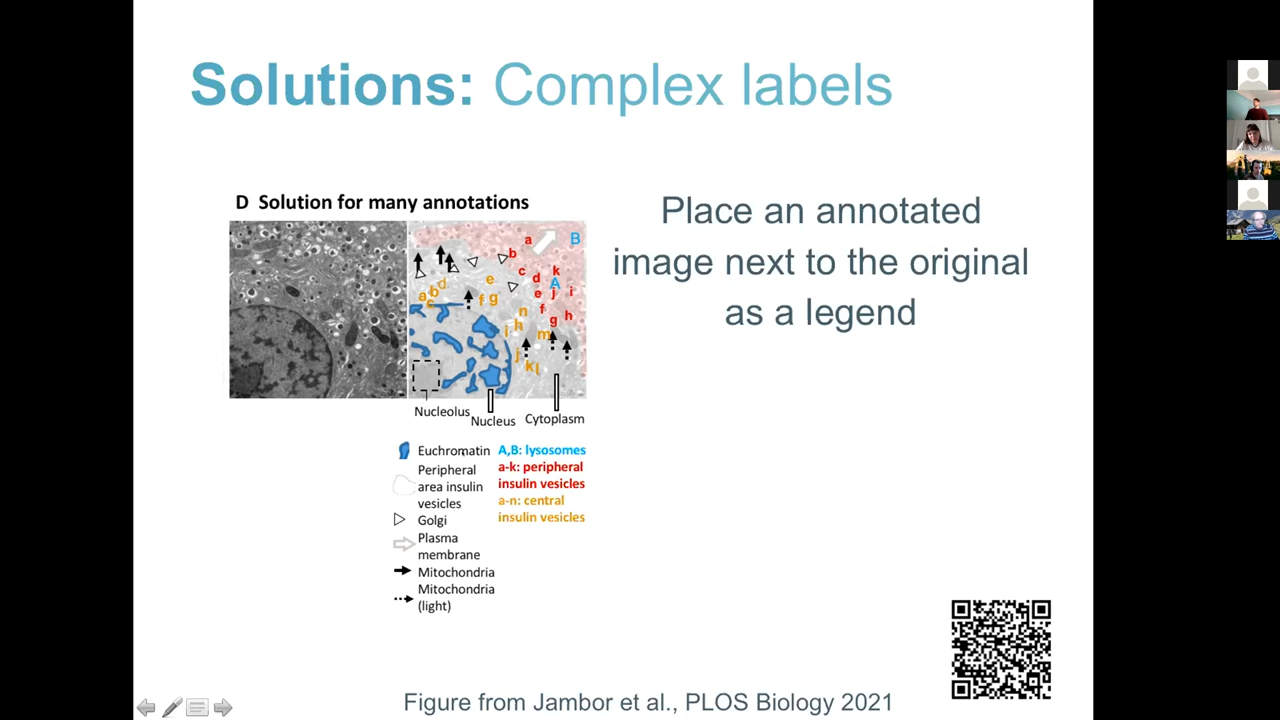 Solutions: Complex labels
D Solution for many annotations
Place an annotated
image next to the original
as a legend
a
B
b
c
k
d
A
e
j
i
f
h
g
e
d
b
a
c
f
g
n
h
i
m
j
k
l
Nucleolus
Nucleus
Cytoplasm
Euchromatin
Peripheral
area insulin
vesicles
Golgi
Plasma
membrane
Mitochondria
Mitochondria
(light)
A,B: lysosomes
a-k: peripheral
insulin vesicles
a-n: central
insulin vesicles
Figure from Jambor et al., PLOS Biology 2021